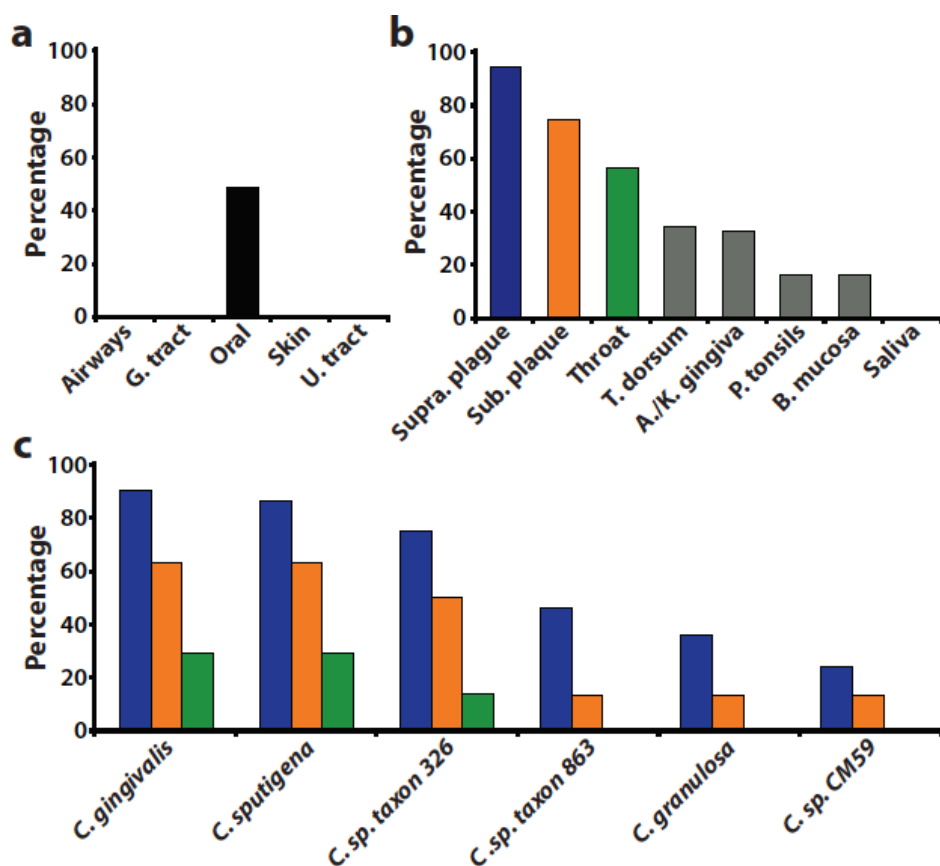 a
Percentage
100
80
60
40
20
0
Airways
G. tract
Oral
Skin
U. tract
b
Percentage
100
80
60
40
20
0
Supra. plague
Sub. plaque
Throat
T. dorsum
A./K. gingiva
P. tonsils
B. mucosa
Saliva
c
Percentage
100
80
60
40
20
0
C. gingivalis
C. sputigena
C. sp. taxon 326
C .sp. taxon 863
C. granulosa
C. sp. CM59